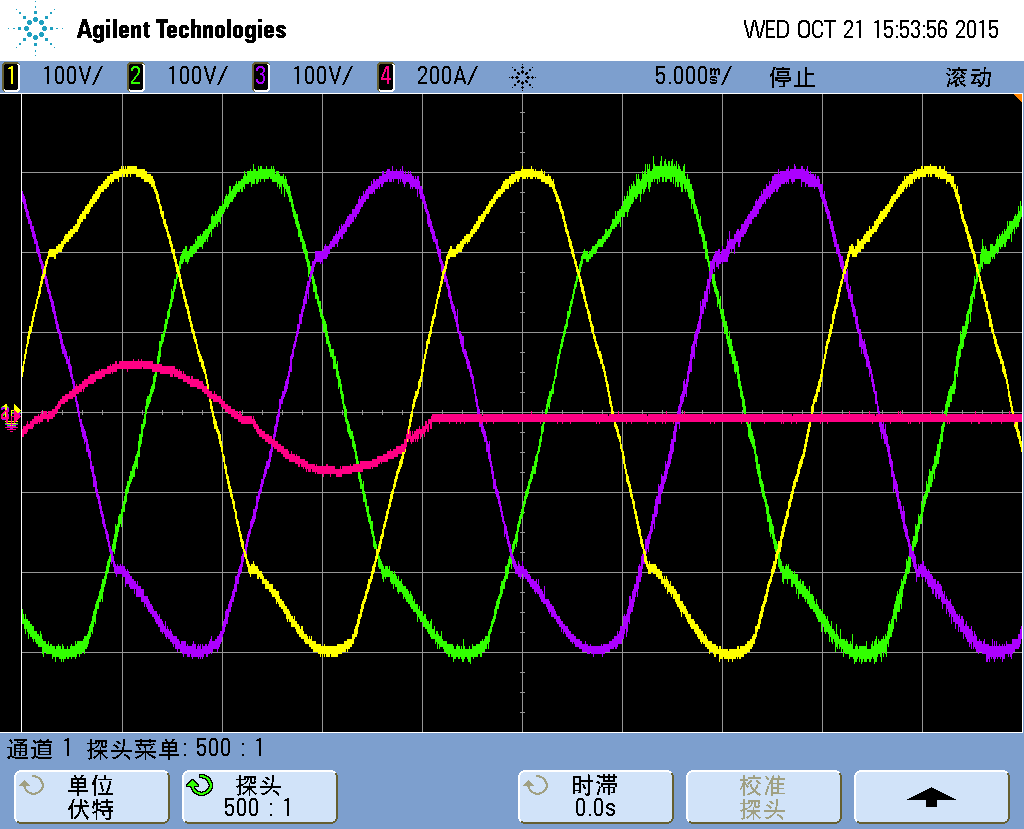 Agilent Technologies WED OCT 21 15:53:56 2015
1 100V/ 2 100V/ 3 100V/ 4 200A/ 5.000m/ 停止 滚动
通道 1 探头菜单: 500 : 1
单位 探头 时滞 校准
伏特 500 : 1 0.0s 探头